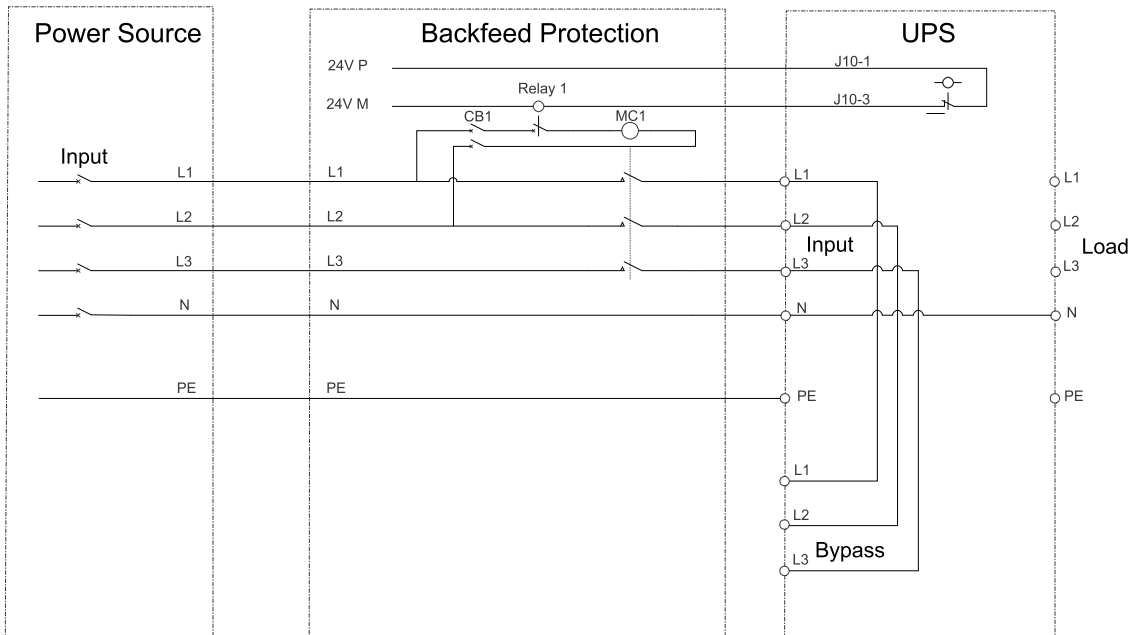 Power Source
Backfeed Protection
UPS
24V P
J10-1
Relay 1
24V M
J10-3
CB1
MC1
Input
L1
L1
L1
L1
L2
L2
L2
L2
Input
Load
L3
L3
L3
L3
N
N
N
N
PE
PE
PE
PE
L1
L2
L3
Bypass